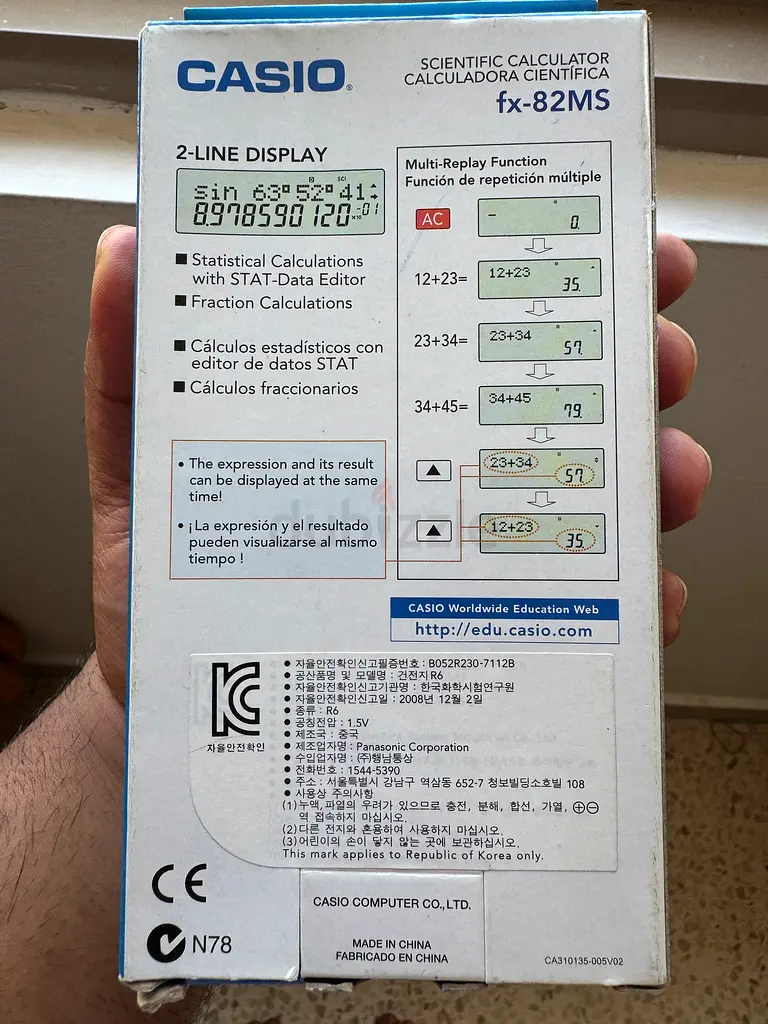 CASIO®
SCIENTIFIC CALCULATOR
CALCULADORA CIENTÍFICA
fx-82MS
2-LINE DISPLAY
D SCI
sin 63°52°41
8.978590120 ×10 -01
■ Statistical Calculations
with STAT-Data Editor
■ Fraction Calculations
■ Cálculos estadísticos con
editor de datos STAT
■ Cálculos fraccionarios
• The expression and its result
can be displayed at the same
time!
• ¡La expresión y el resultado
pueden visualizarse al mismo
tiempo !
Multi-Replay Function
Función de repetición múltiple
AC
0.
12+23=
12+23
35.
23+34=
23+34
57.
34+45=
34+45
79.
▲
23+34
57.
▲
12+23
35.
dubizzle
CASIO Worldwide Education Web
http://edu.casio.com
자율안전확인
● 자율안전확인신고필증번호 : B052R230-7112B
● 공산품명 및 모델명 : 건전지 R6
● 자율안전확인신고기관명 : 한국화학시험연구원
● 자율안전확인신고일 : 2008년 12월 2일
● 종류 : R6
● 공칭전압 : 1.5V
● 제조국 : 중국
● 제조업자명 : Panasonic Corporation
● 수입업자명 : (주)행남통상
● 전화번호 : 1544-5390
● 주소 : 서울특별시 강남구 역삼동 652-7 청보빌딩소호빌 108
● 사용상 주의사항
(1)누액,파열의 우려가 있으므로 충전, 분해, 합선, 가열, ⊕⊖
역 접속하지 마십시오.
(2)다른 전지와 혼용하여 사용하지 마십시오.
(3)어린이의 손이 닿지 않는 곳에 보관하십시오.
This mark applies to Republic of Korea only.
CE
N78
CASIO COMPUTER CO.,LTD.
MADE IN CHINA
FABRICADO EN CHINA
CA310135-005V02